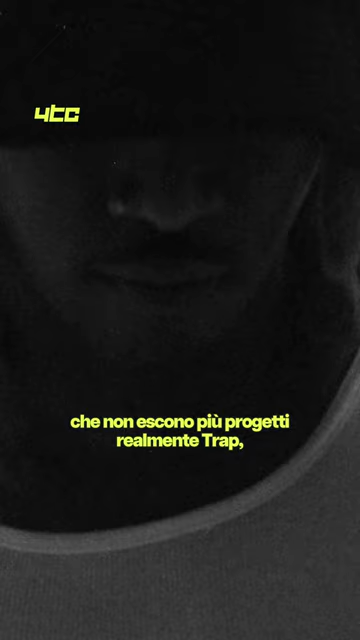 4tc
che non escono più progetti
realmente Trap,